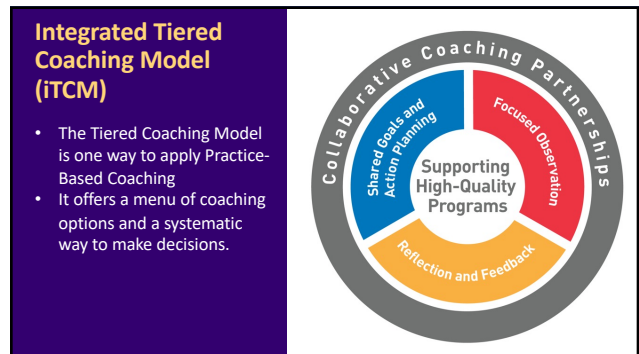 Integrated Tiered
Coaching Model
(iTCM)
• The Tiered Coaching Model
is one way to apply Practice-
Based Coaching
• It offers a menu of coaching
options and a systematic
way to make decisions.
Collaborative Coaching Partnerships
Shared Goals and
Action Planning
Focused Observation
Supporting
High-Quality
Programs
Reflection and Feedback